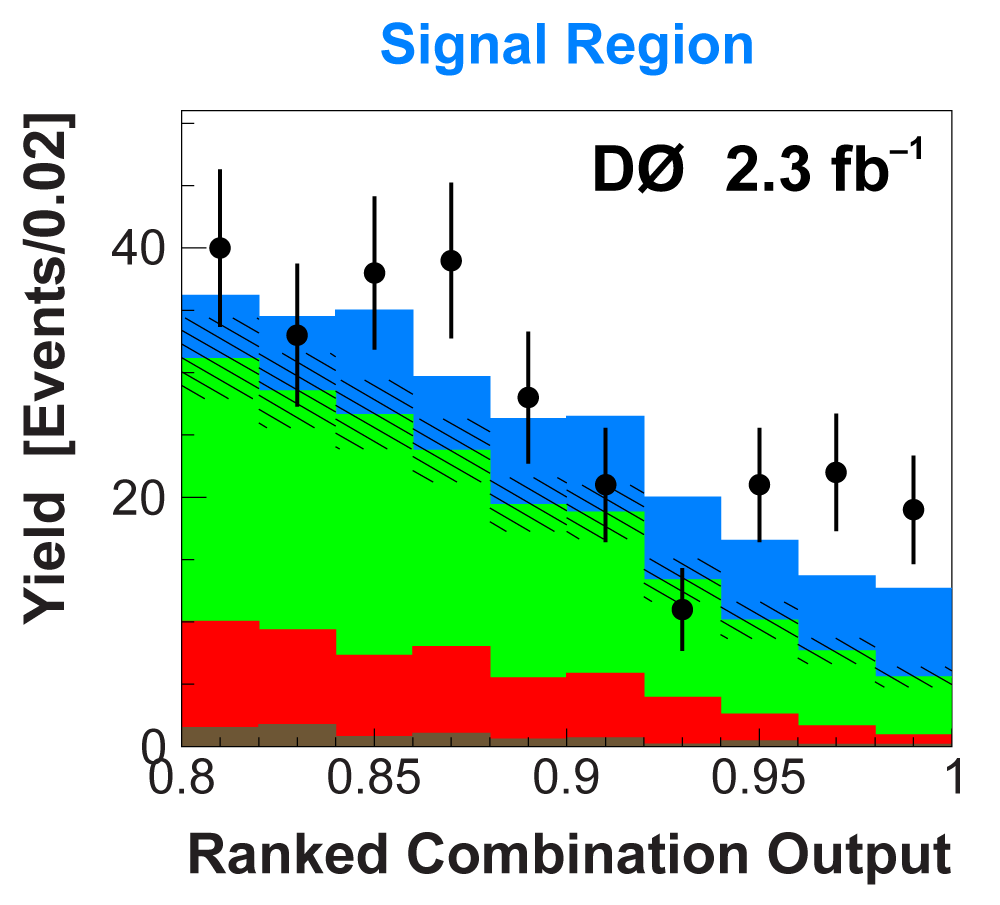 Signal Region
DØ 2.3 fb⁻¹
Yield [Events/0.02]
40
20
0
0.8 0.85 0.9 0.95 1
Ranked Combination Output